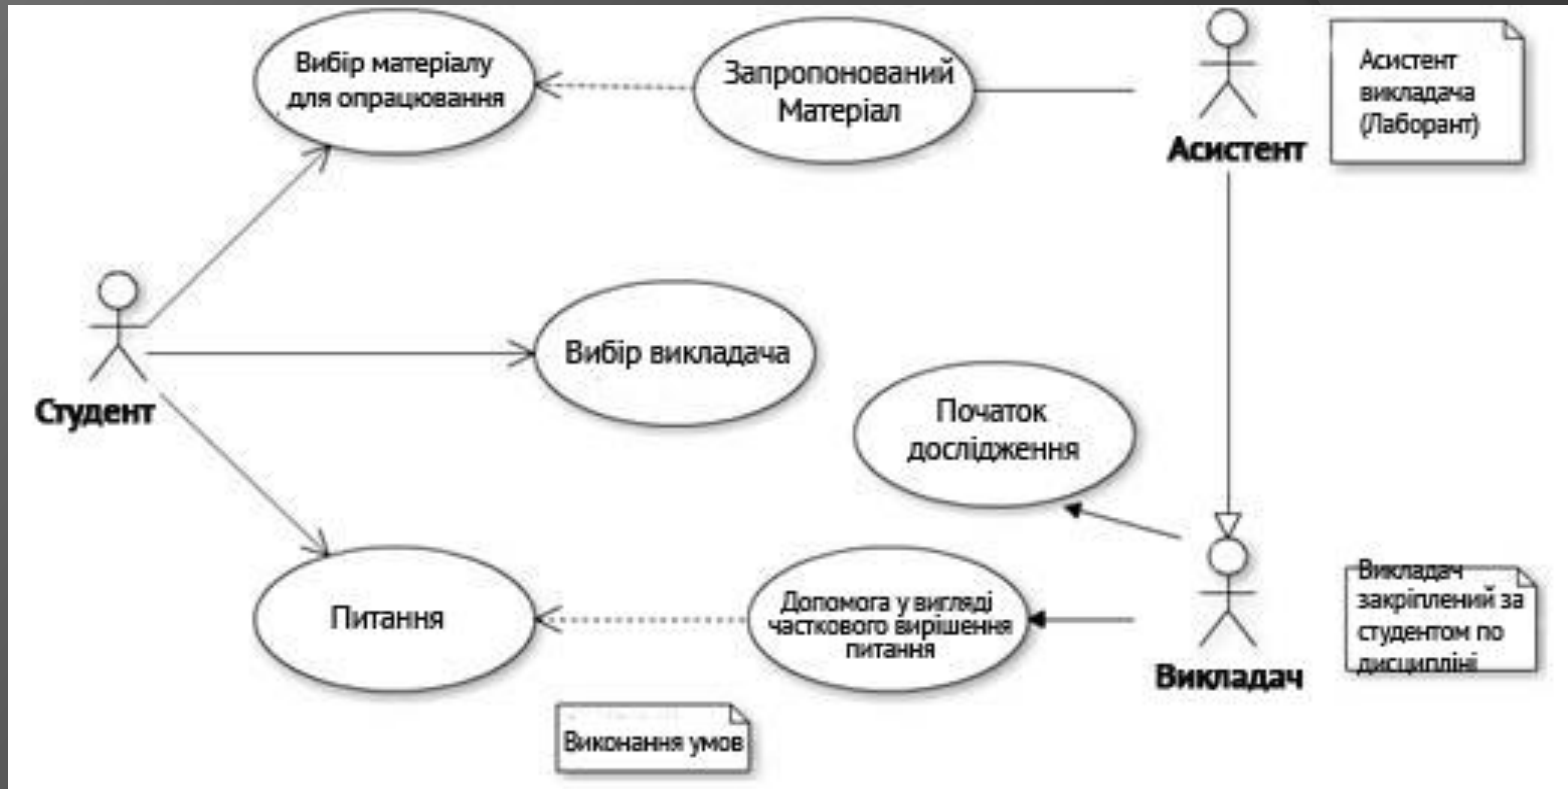 Вибір матеріалу
для опрацювання
Запропонований
Матеріал
Асистент
Асистент
викладача
(Лаборант)
Студент
Вибір викладача
Початок
дослідження
Питання
Допомога у вигляді
часткового вирішення
питання
Викладач
Викладач
закріплений за
студентом по
дисципліні
Виконання умов